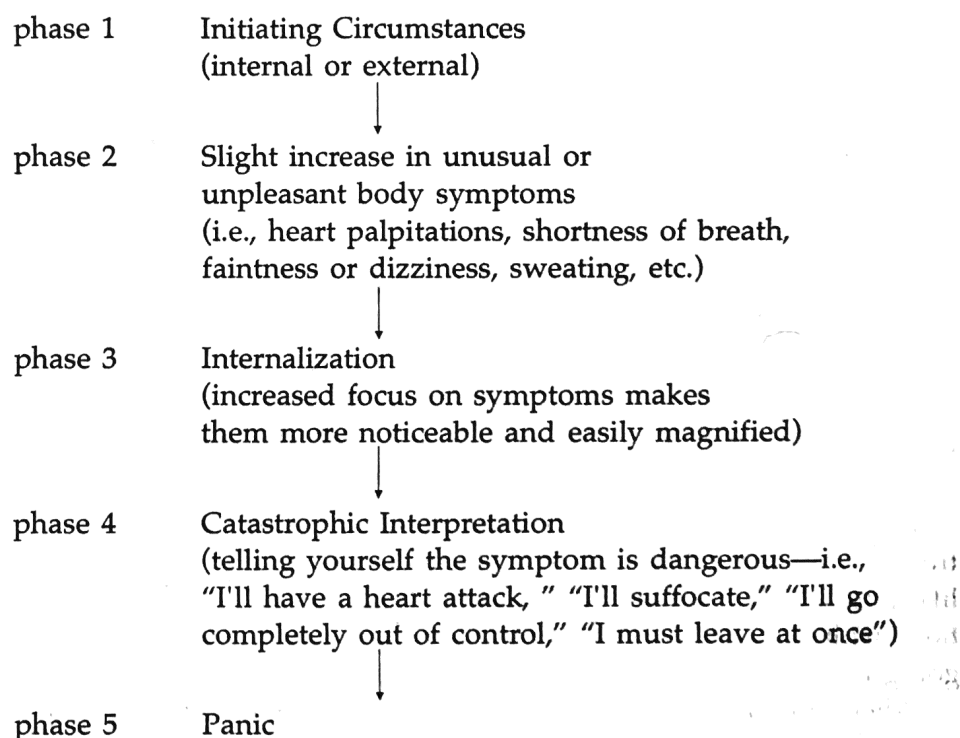 phase 1 Initiating Circumstances
(internal or external)
phase 2 Slight increase in unusual or
unpleasant body symptoms
(i.e., heart palpitations, shortness of breath,
faintness or dizziness, sweating, etc.)
phase 3 Internalization
(increased focus on symptoms makes
them more noticeable and easily magnified)
phase 4 Catastrophic Interpretation
(telling yourself the symptom is dangerous—i.e.,
"I'll have a heart attack, " "I'll suffocate," "I'll go
completely out of control," "I must leave at once")
phase 5 Panic